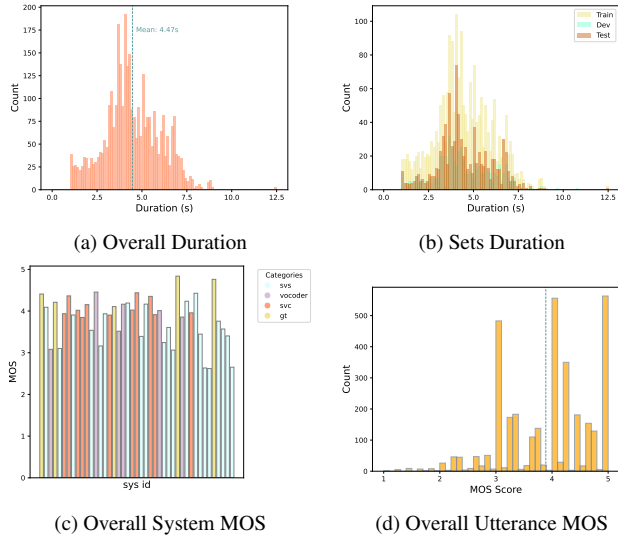 200
175
150
125
100
75
50
25
0
Count
Mean: 4.47s
0.0 2.5 5.0 7.5 10.0 12.5
Duration (s)
(a) Overall Duration
100
80
60
40
20
0
Count
Train
Dev
Test
0.0 2.5 5.0 7.5 10.0 12.5
Duration (s)
(b) Sets Duration
5
4
3
2
1
0
MOS
sys id
Categories
svs
vocoder
svc
gt
(c) Overall System MOS
500
400
300
200
100
0
Count
1 2 3 4 5
MOS Score
(d) Overall Utterance MOS